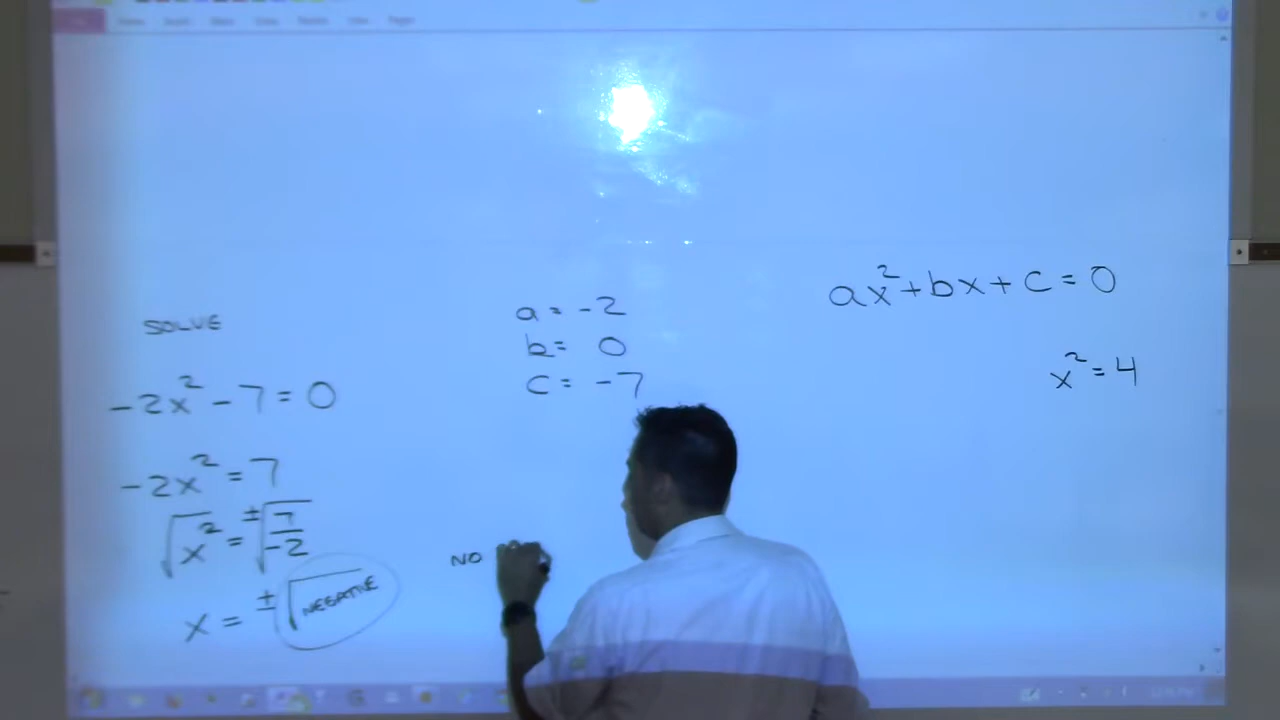 SOLVE
-2x² - 7 = 0
-2x² = 7
√x² = ±√7/-2
x = ±√NEGATIVE
a = -2
b = 0
c = -7
NO
ax² + bx + c = 0
x² = 4